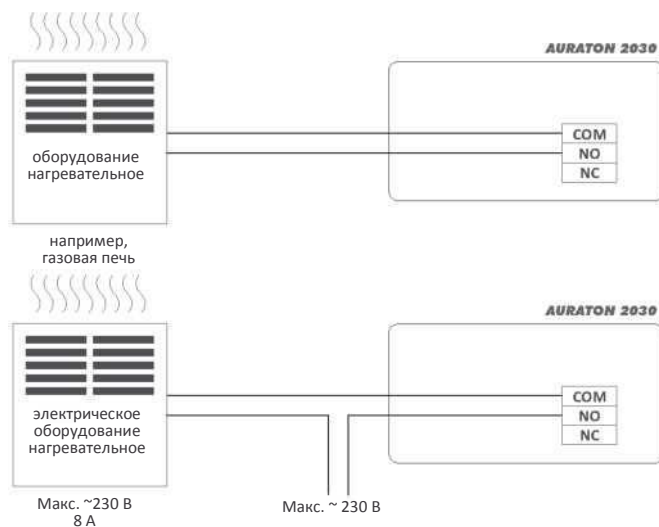 AURATON 2030
COM
NO
NC
оборудование
нагревательное
например,
газовая печь
AURATON 2030
COM
NO
NC
электрическое
оборудование
нагревательное
Макс. ~230 В
8 А
Макс. ~ 230 В